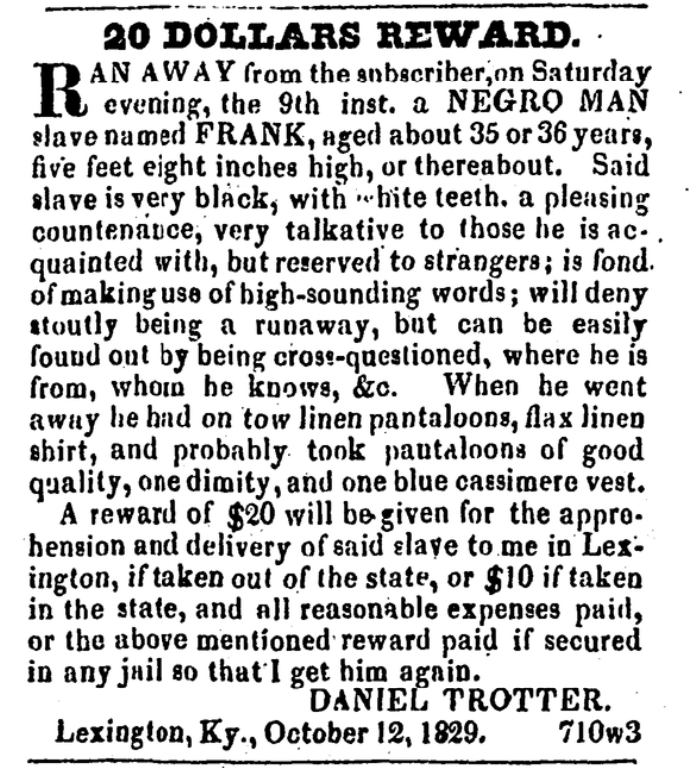 20 DOLLARS REWARD.
RAN AWAY from the subscriber, on Saturday
evening, the 9th inst. a NEGRO MAN
slave named FRANK, aged about 35 or 36 years,
five feet eight inches high, or thereabout. Said
slave is very black, with white teeth. a pleasing
countenance, very talkative to those he is ac-
quainted with, but reserved to strangers; is fond
of making use of high-sounding words; will deny
stoutly being a runaway, but can be easily
found out by being cross-questioned, where he is
from, whom he knows, &c. When he went
away he had on tow linen pantaloons, flax linen
shirt, and probably took pantaloons of good
quality, one dimity, and one blue cassimere vest.
A reward of $20 will be given for the appre-
hension and delivery of said slave to me in Lex-
ington, if taken out of the state, or $10 if taken
in the state, and all reasonable expenses paid,
or the above mentioned reward paid if secured
in any jail so that I get him again.
DANIEL TROTTER.
Lexington, Ky., October 12, 1829. 710w3